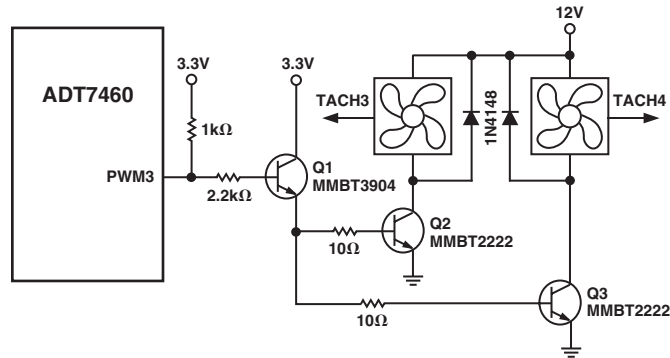 12V
3.3V
3.3V
ADT7460
TACH3
1N4148
TACH4
1kΩ
Q1
PWM3
MMBT3904
2.2kΩ
Q2
MMBT2222
10Ω
Q3
MMBT2222
10Ω